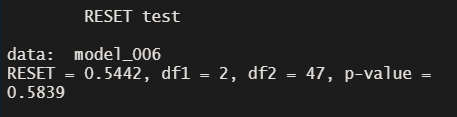 RESET test
data:  model_006
RESET = 0.5442, df1 = 2, df2 = 47, p-value =
0.5839